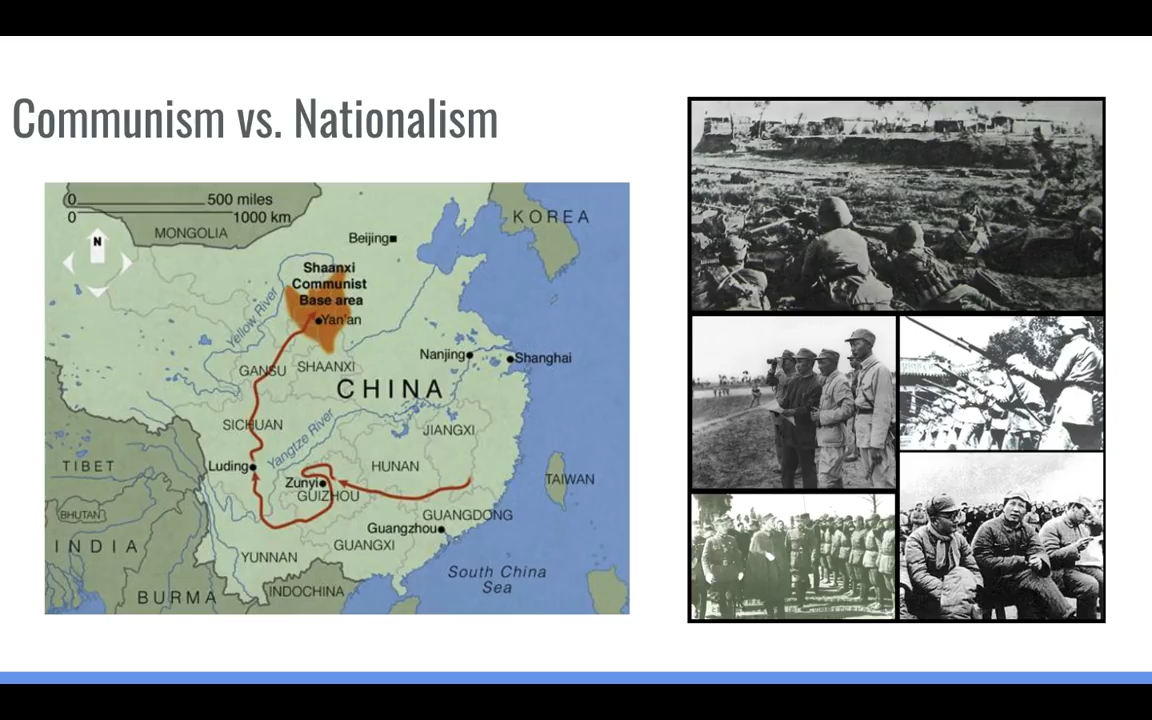 Communism vs. Nationalism
0 500 miles
0 1000 km
MONGOLIA
N
KOREA
Beijing
Shaanxi
Communist
Base area
Yellow River
Yan'an
Nanjing
Shanghai
GANSU
SHAANXI
CHINA
SICHUAN
Yangtze River
JIANGXI
TIBET
Luding
HUNAN
Zunyi
GUIZHOU
TAIWAN
BHUTAN
GUANGDONG
Guangzhou
INDIA
GUANGXI
YUNNAN
South China
Sea
BURMA
INDOCHINA